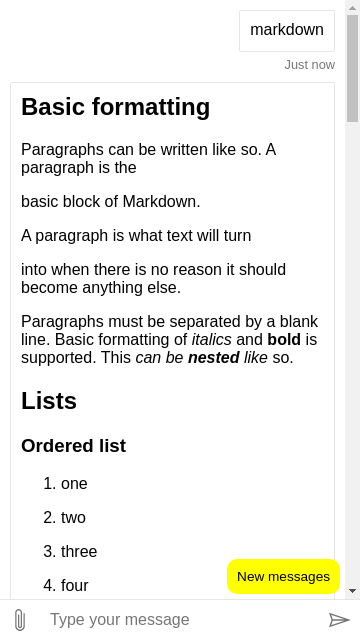 markdown
Just now
Basic formatting
Paragraphs can be written like so. A
paragraph is the
basic block of Markdown.
A paragraph is what text will turn
into when there is no reason it should
become anything else.
Paragraphs must be separated by a blank
line. Basic formatting of italics and bold is
supported. This can be nested like so.
Lists
Ordered list
1. one
2. two
3. three
4. four
New messages
Type your message